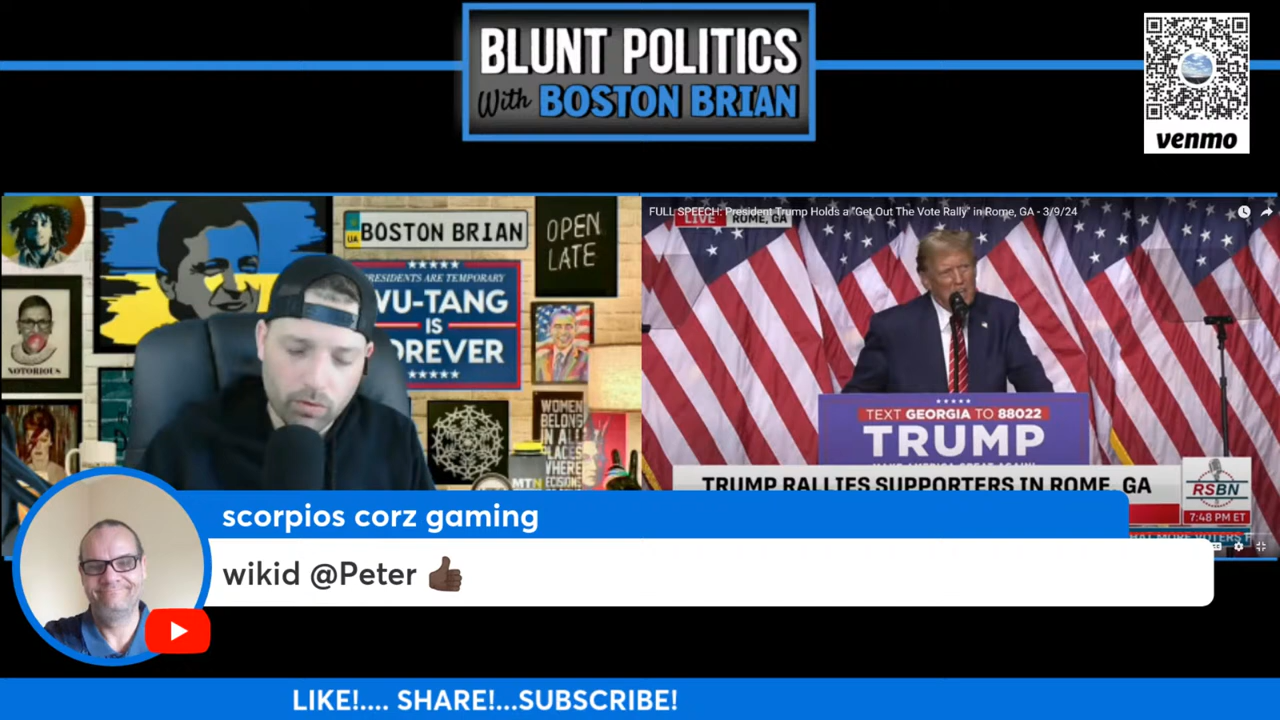 BLUNT POLITICS
With BOSTON BRIAN
venmo
UA BOSTON BRIAN
OPEN
LATE
PRESIDENTS ARE TEMPORARY
WU-TANG
IS
FOREVER
NOTORIOUS
WOMEN
BELONG
IN ALL
PLACES
WHERE
DECISIONS
MTN
FULL SPEECH: President Trump Holds a "Get Out The Vote Rally" in Rome, GA - 3/9/24
LIVE ROME, GA
TEXT GEORGIA TO 88022
TRUMP
TRUMP RALLIES SUPPORTERS IN ROME, GA
RSBN
7:48 PM ET
scorpios corz gaming
wikid @Peter 👍🏿
LIKE!.... SHARE!...SUBSCRIBE!